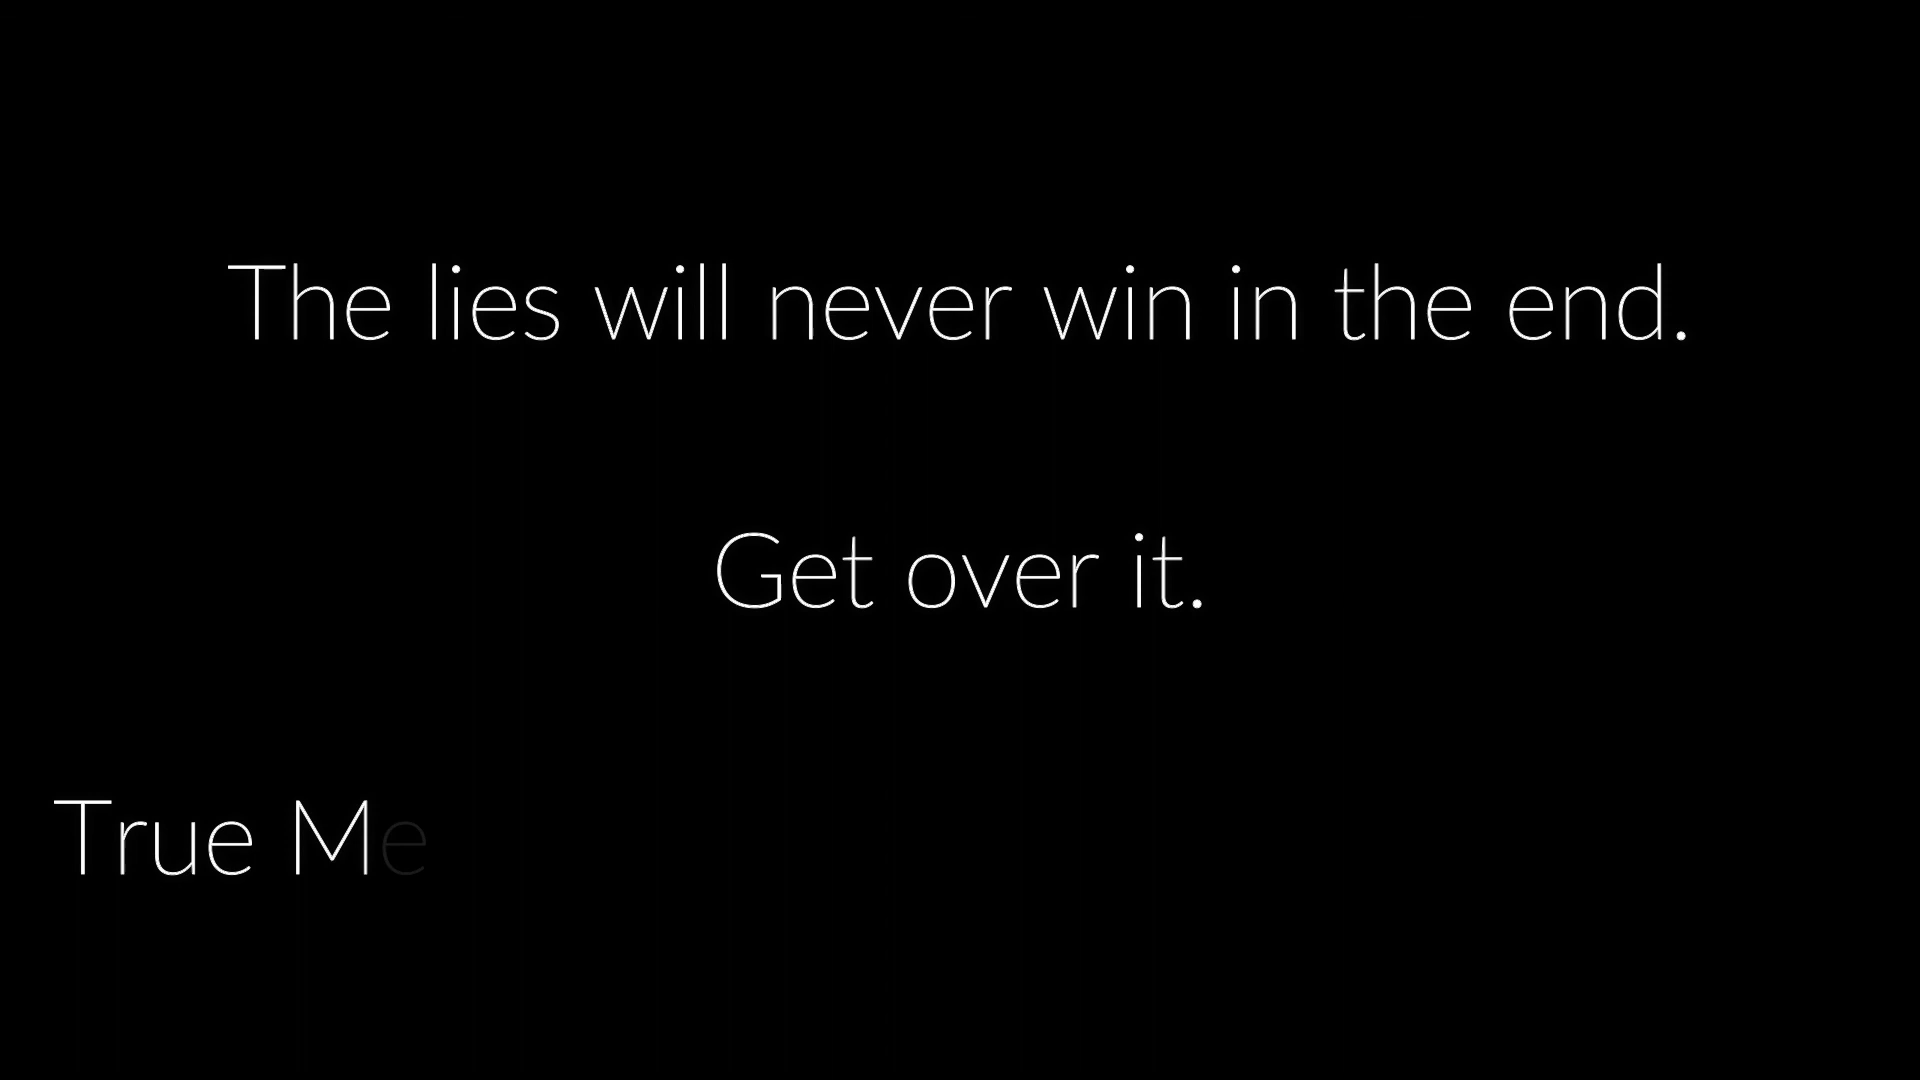 The lies will never win in the end.
Get over it.
True Me